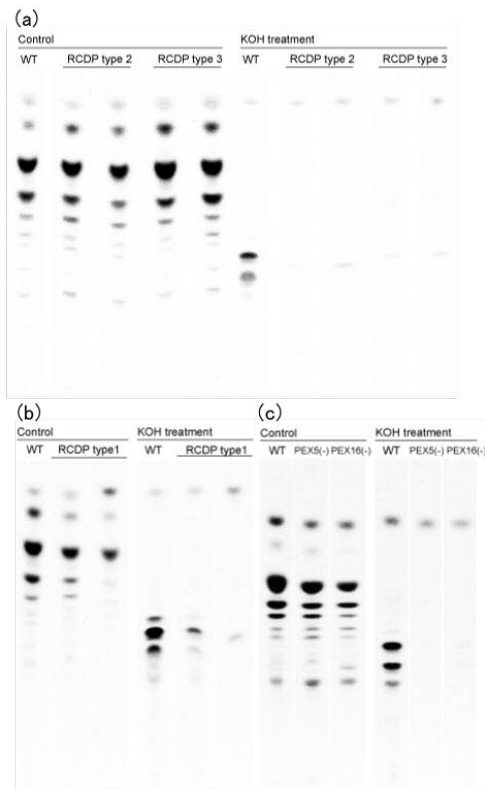 (a)
Control KOH treatment
WT RCDP type 2 RCDP type 3 WT RCDP type 2 RCDP type 3
(b) (c)
Control KOH treatment Control KOH treatment
WT RCDP type1 WT RCDP type1 WT PEX5(-) PEX16(-) WT PEX5(-) PEX16(-)